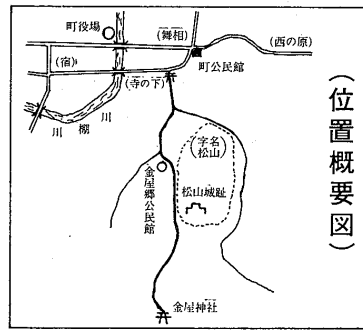 (位置概要図)
町役場
(舞相)
(西の原)
(宿)
町公民館
(寺の下)
川棚川
(字名松山)
松山城趾
金屋郷公民館
金屋神社